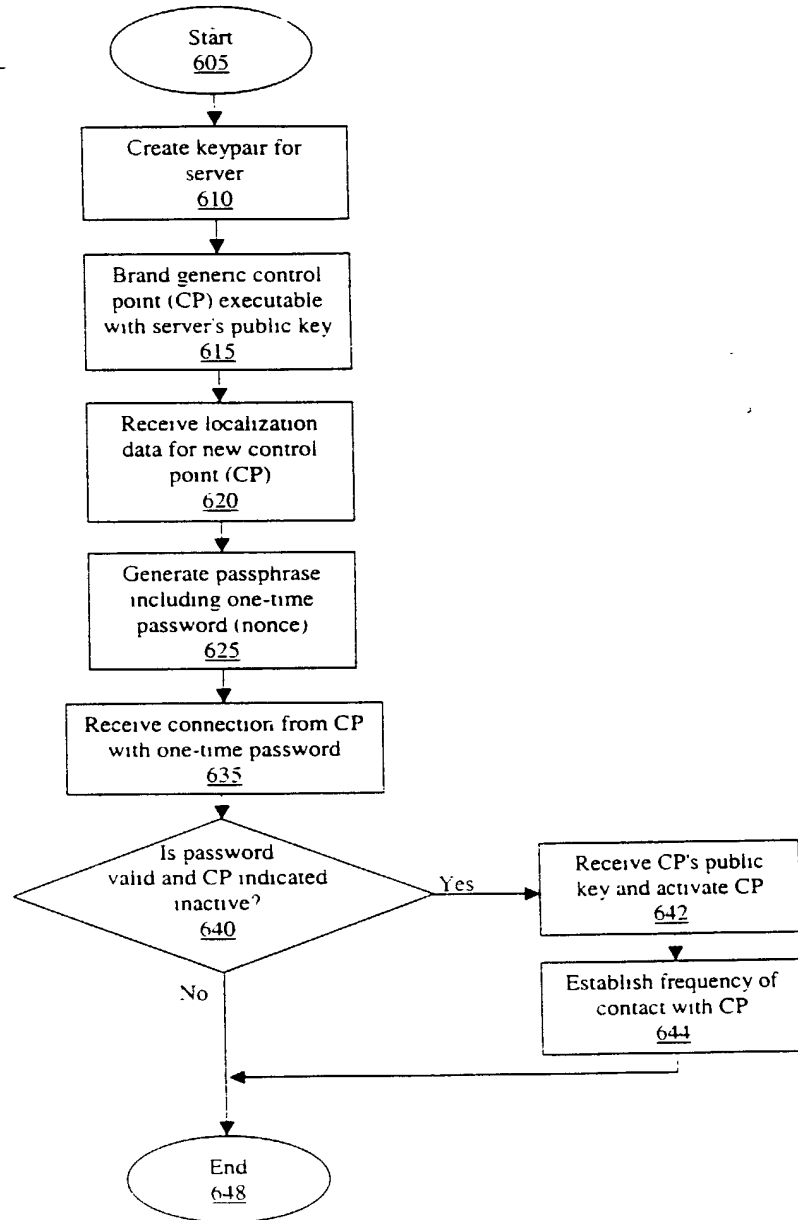 Start
605
Create keypair for
server
610
Brand generic control
point (CP) executable
with server's public key
615
Receive localization
data for new control
point (CP)
620
Generate passphrase
including one-time
password (nonce)
625
Receive connection from CP
with one-time password
635
Is password
valid and CP indicated
inactive?
640
Yes
Receive CP's public
key and activate CP
642
Establish frequency of
contact with CP
644
No
End
648